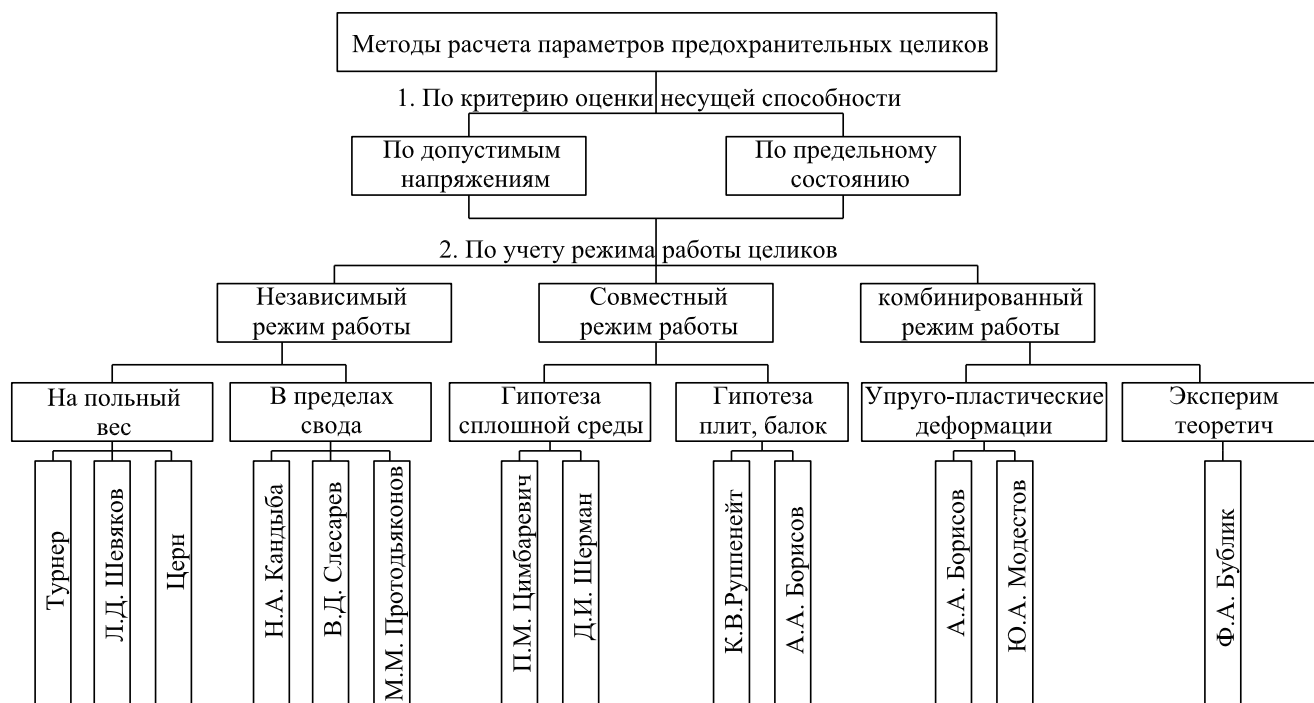 Методы расчета параметров предохранительных целиков
1. По критерию оценки несущей способности
По допустимым
напряжениям
По предельному
состоянию
2. По учету режима работы целиков
Независимый
режим работы
Совместный
режим работы
комбинированный
режим работы
На польный
вес
В пределах
свода
Гипотеза
сплошной среды
Гипотеза
плит, балок
Упруго-пластические
деформации
Эксперим
теоретич
Турнер
Л.Д. Шевяков
Церн
Н.А. Кандыба
В.Д. Слесарев
М.М. Протодьяконов
П.М. Цимбаревич
Д.И. Шерман
К.В.Руппенейт
А.А. Борисов
А.А. Борисов
Ю.А. Модестов
Ф.А. Бублик